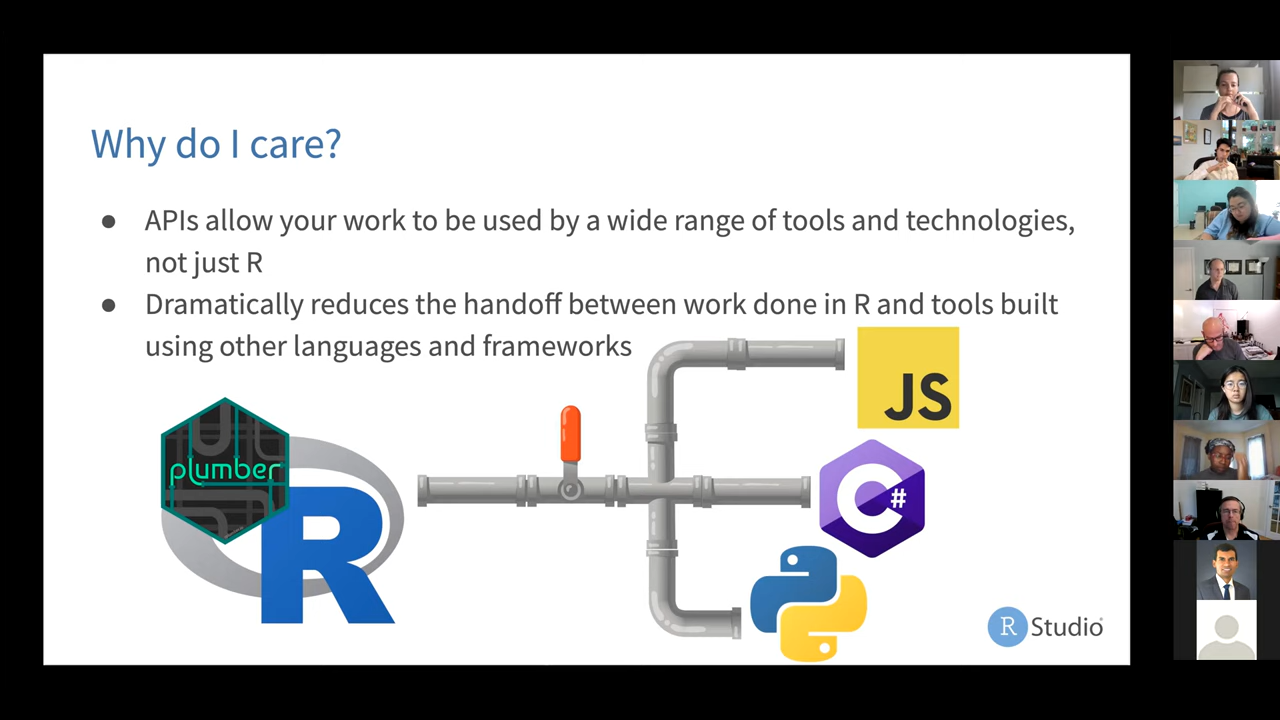 Why do I care?
● APIs allow your work to be used by a wide range of tools and technologies,
not just R
● Dramatically reduces the handoff between work done in R and tools built
using other languages and frameworks
JS
plumber
R
C#
R Studio